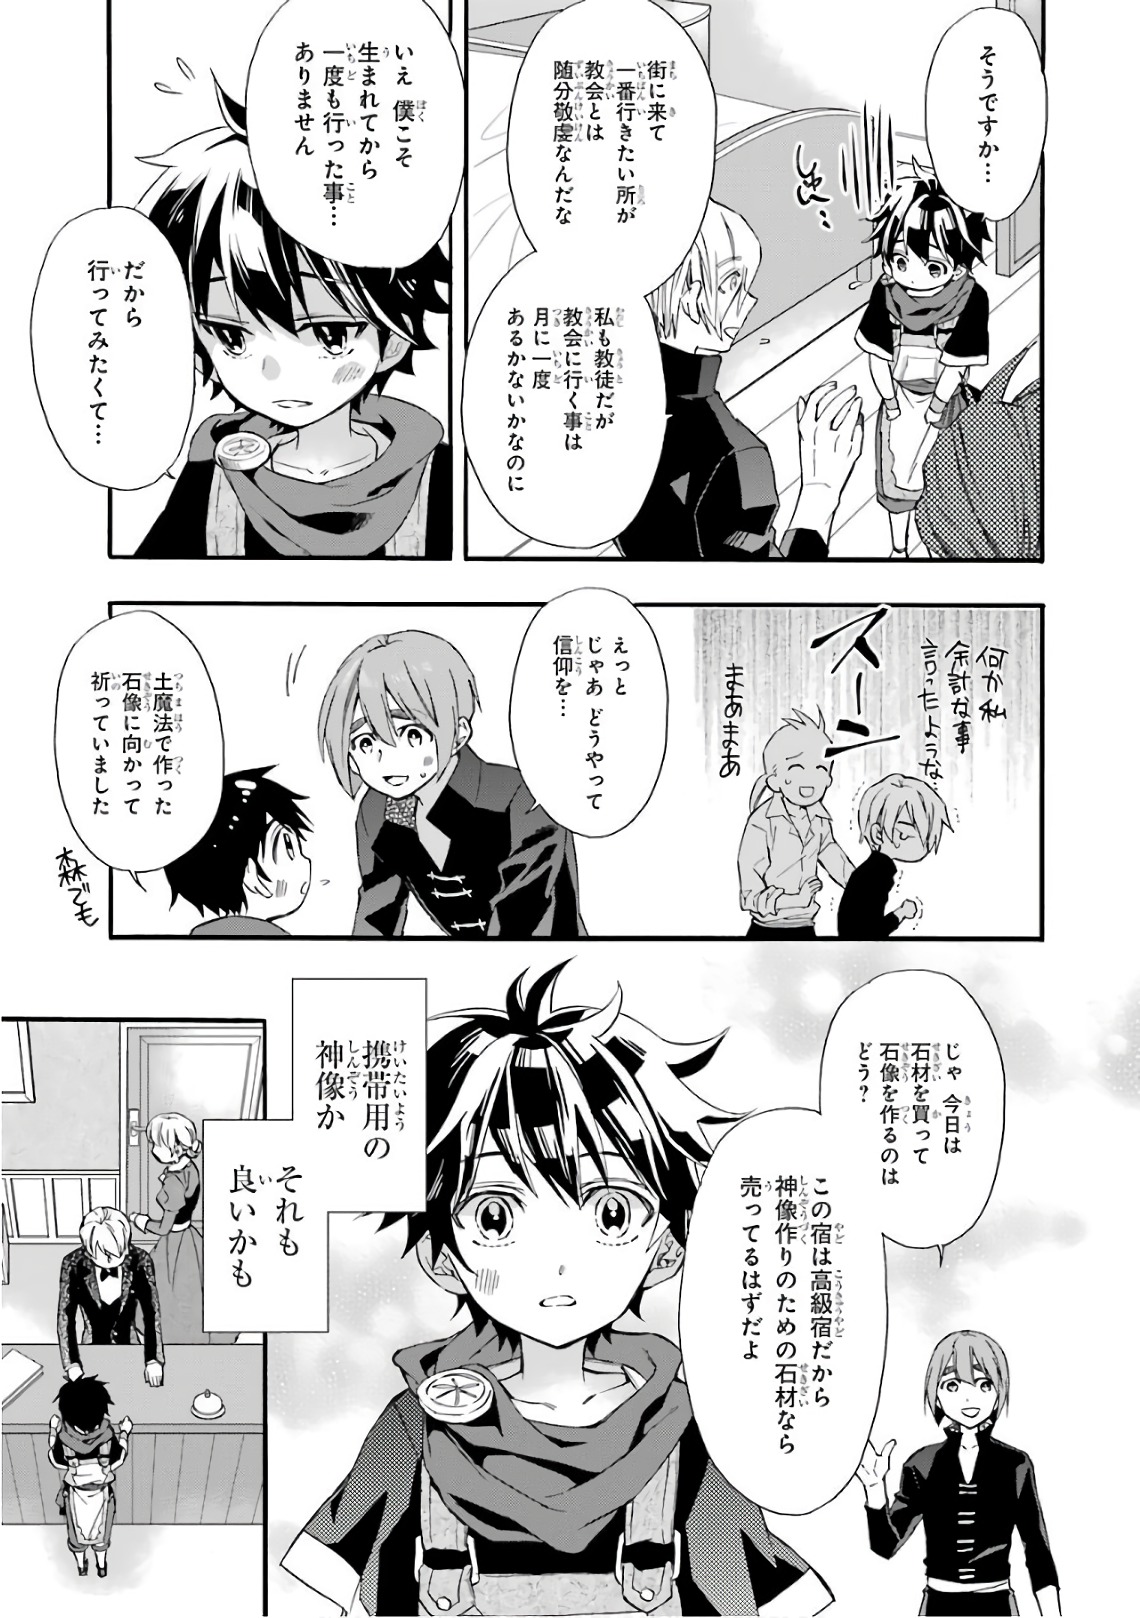 そうですか…
しゅん…
街に来て
一番行きたい所が
教会とは
随分敬虔なんだな
私も教徒だが
教会に行く事は
月に一度
あるかないかなのに
いえ 僕こそ
生まれてから
一度も行った事…
ありません
だから
行ってみたくて…
何か私
余計な事
言ったような…
ズーン
まぁまぁ
えっと
じゃあ どうやって
信仰を…
土魔法で作った
石像に向かって
祈っていました
森でも
じゃ 今日は
石材を買って
石像を作るのは
どう？
この宿は高級宿だから
神像作りのための石材なら
売ってるはずだよ
携帯用の
神像か
それも
良いかも